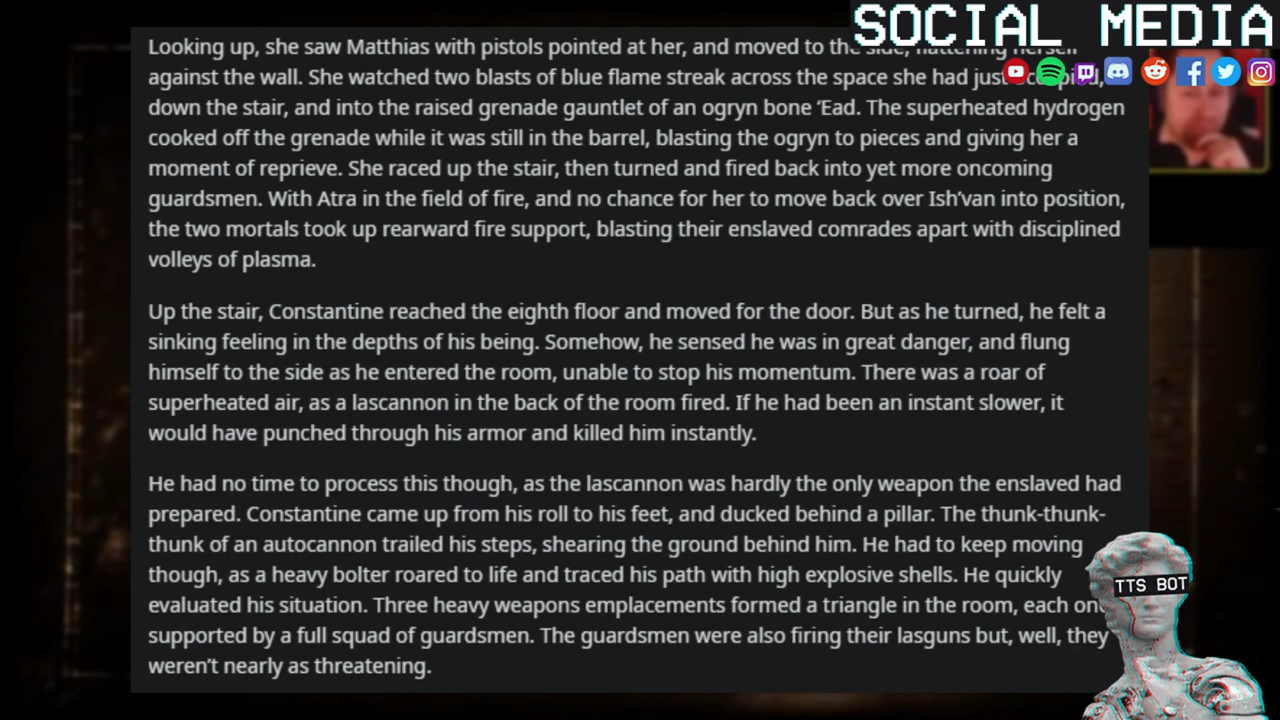 SOCIAL MEDIA
Looking up, she saw Matthias with pistols pointed at her, and moved to the side, flattening herself
against the wall. She watched two blasts of blue flame streak across the space she had just
down the stair, and into the raised grenade gauntlet of an ogryn bone ‘Ead. The superheated hydrogen
cooked off the grenade while it was still in the barrel, blasting the ogryn to pieces and giving her a
moment of reprieve. She raced up the stair, then turned and fired back into yet more oncoming
guardsmen. With Atra in the field of fire, and no chance for her to move back over Ish’van into position,
the two mortals took up rearward fire support, blasting their enslaved comrades apart with disciplined
volleys of plasma.
Up the stair, Constantine reached the eighth floor and moved for the door. But as he turned, he felt a
sinking feeling in the depths of his being. Somehow, he sensed he was in great danger, and flung
himself to the side as he entered the room, unable to stop his momentum. There was a roar of
superheated air, as a lascannon in the back of the room fired. If he had been an instant slower, it
would have punched through his armor and killed him instantly.
He had no time to process this though, as the lascannon was hardly the only weapon the enslaved had
prepared. Constantine came up from his roll to his feet, and ducked behind a pillar. The thunk-thunk-
thunk of an autocannon trailed his steps, shearing the ground behind him. He had to keep moving
though, as a heavy bolter roared to life and traced his path with high explosive shells. He quickly
evaluated his situation. Three heavy weapons emplacements formed a triangle in the room, each one
supported by a full squad of guardsmen. The guardsmen were also firing their lasguns but, well, they
weren’t nearly as threatening.
TTS BOT